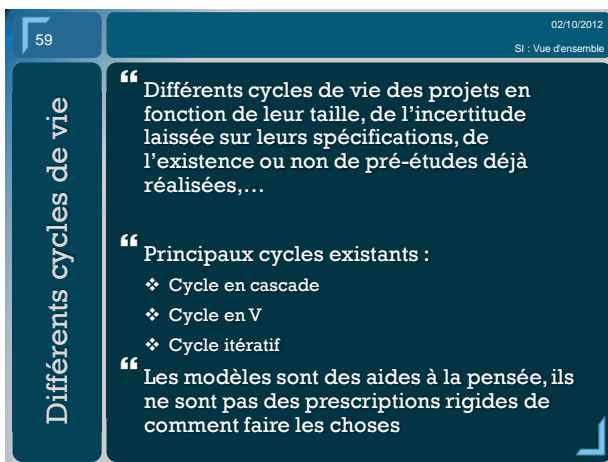 59
02/10/2012
SI : Vue d'ensemble
Différents cycles de vie
“ Différents cycles de vie des projets en
fonction de leur taille, de l’incertitude
laissée sur leurs spécifications, de
l’existence ou non de pré-études déjà
réalisées,…
“ Principaux cycles existants :
❖ Cycle en cascade
❖ Cycle en V
❖ Cycle itératif
“ Les modèles sont des aides à la pensée, ils
ne sont pas des prescriptions rigides de
comment faire les choses